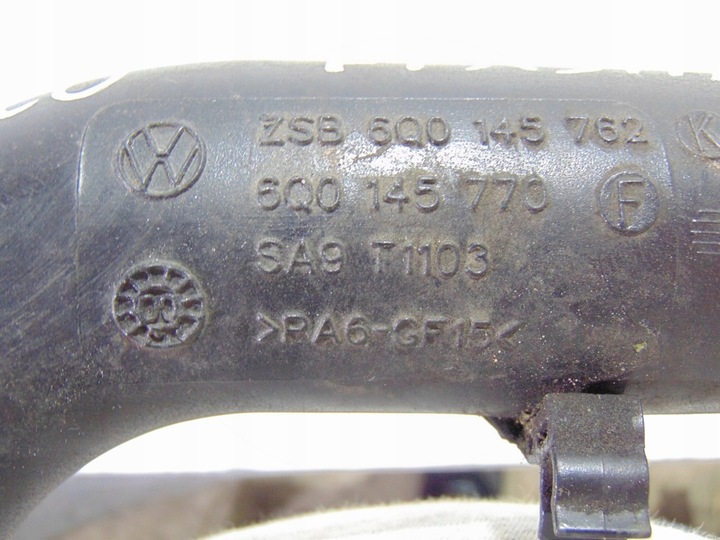 ZSB 6Q0 145 762
6Q0 145 770 F
SA9 T1103
>PA6-GF15<